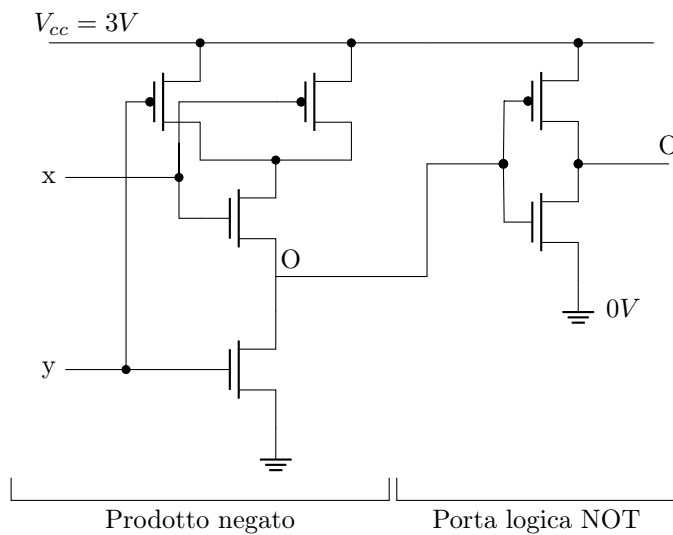 V_cc = 3V
x
O
O
0V
y
Prodotto negato
Porta logica NOT